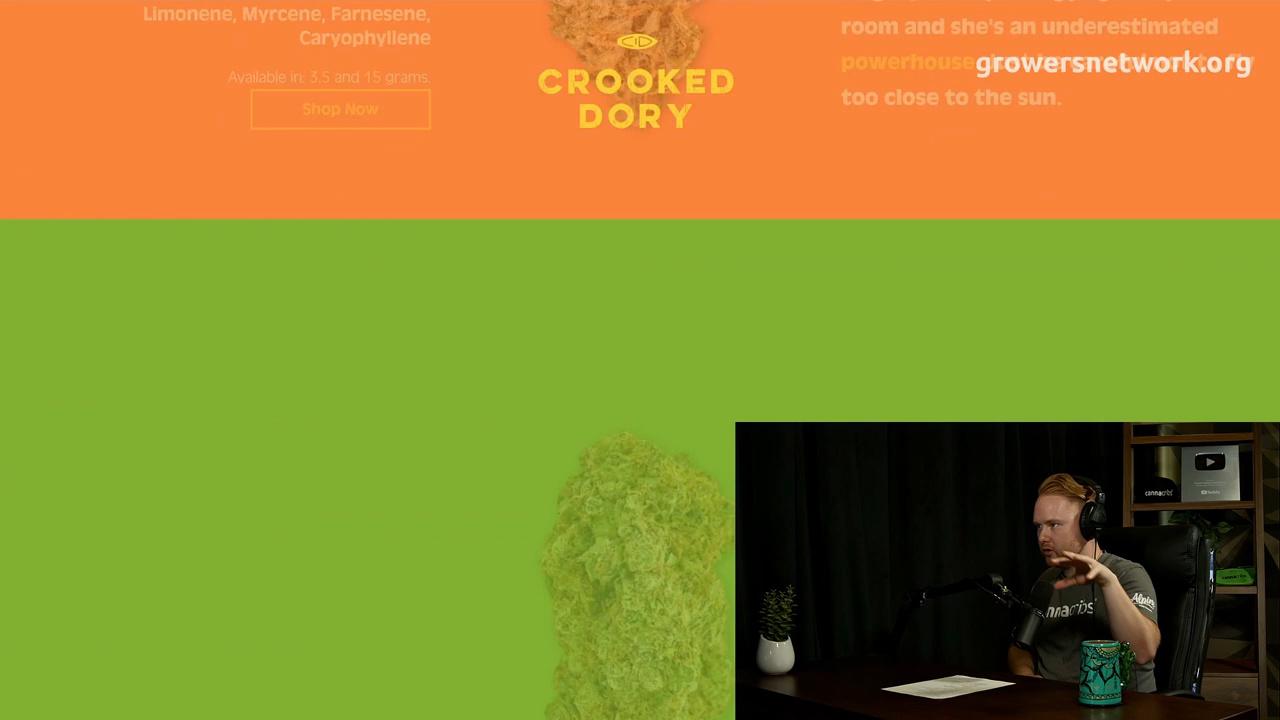 Limonene, Myrcene, Farnesene,
Caryophyllene
Available in: 3.5 and 15 grams.
Shop Now
CROOKED
DORY
room and she's an underestimated
powerhouse
too close to the sun.
growersnetwork.org
cannacribs